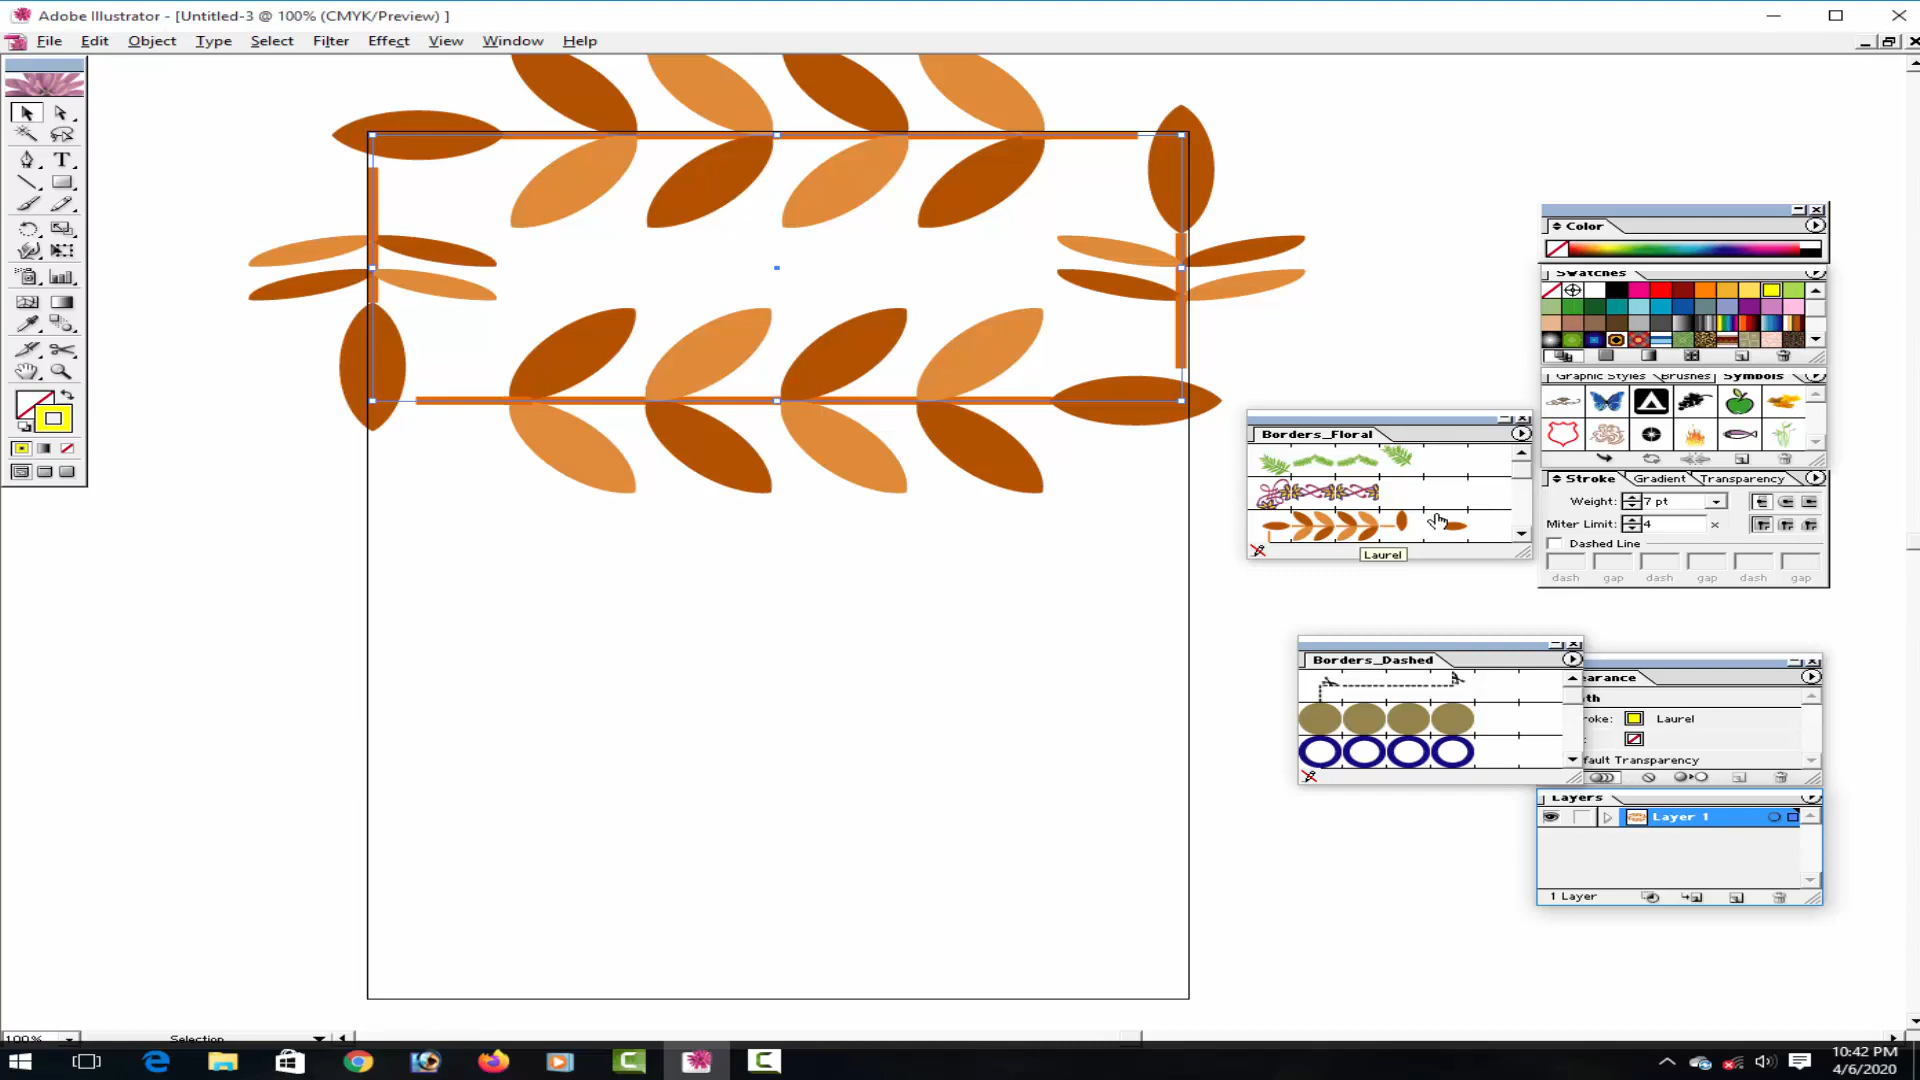 Adobe Illustrator - [Untitled-3 @ 100% (CMYK/Preview) ]
File Edit Object Type Select Filter Effect View Window Help
Color
Swatches
Graphic Styles Brushes Symbols
Borders_Floral
Laurel
Stroke Gradient Transparency
Weight: 7 pt
Miter Limit: 4 x
Dashed Line
dash gap dash gap dash gap
Borders_Dashed
earance
th
roke: Laurel
:
fault Transparency
Layers
Layer 1
1 Layer
100% Selection
10:42 PM
4/6/2020